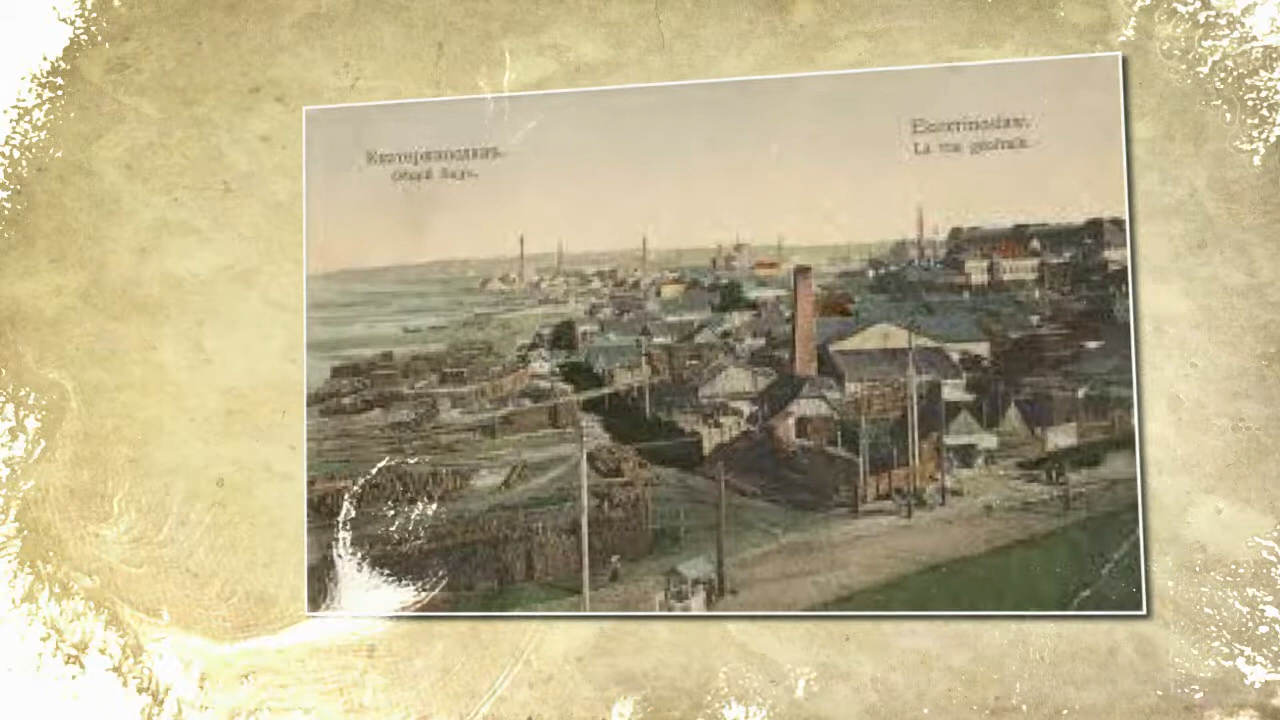 Екатеринославъ.
Общій видъ.
Ekaterinoslaw.
La vue générale.